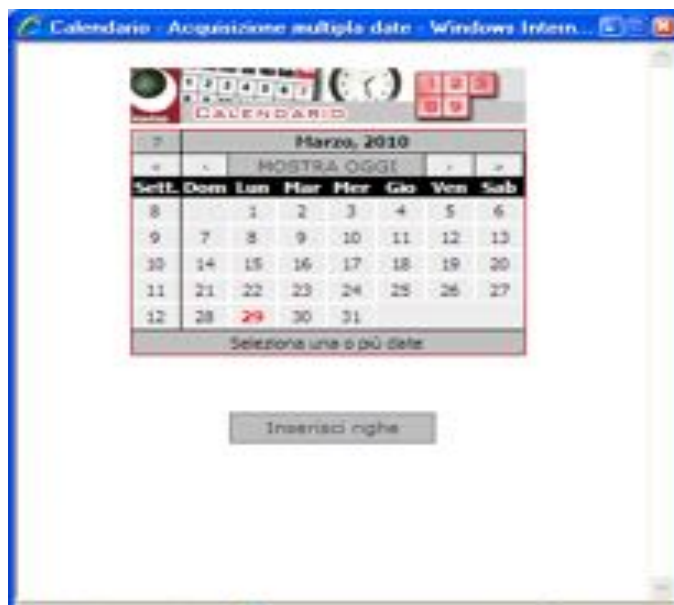 Calendario - Acquisizione multipla date - Windows Intern...
CALENDARIO
? Marzo, 2010
« ‹ MOSTRA OGGI › »
Sett. Dom Lun Mar Mer Gio Ven Sab
8 1 2 3 4 5 6
9 7 8 9 10 11 12 13
10 14 15 16 17 18 19 20
11 21 22 23 24 25 26 27
12 28 29 30 31
Seleziona una o più date
Inserisci righe